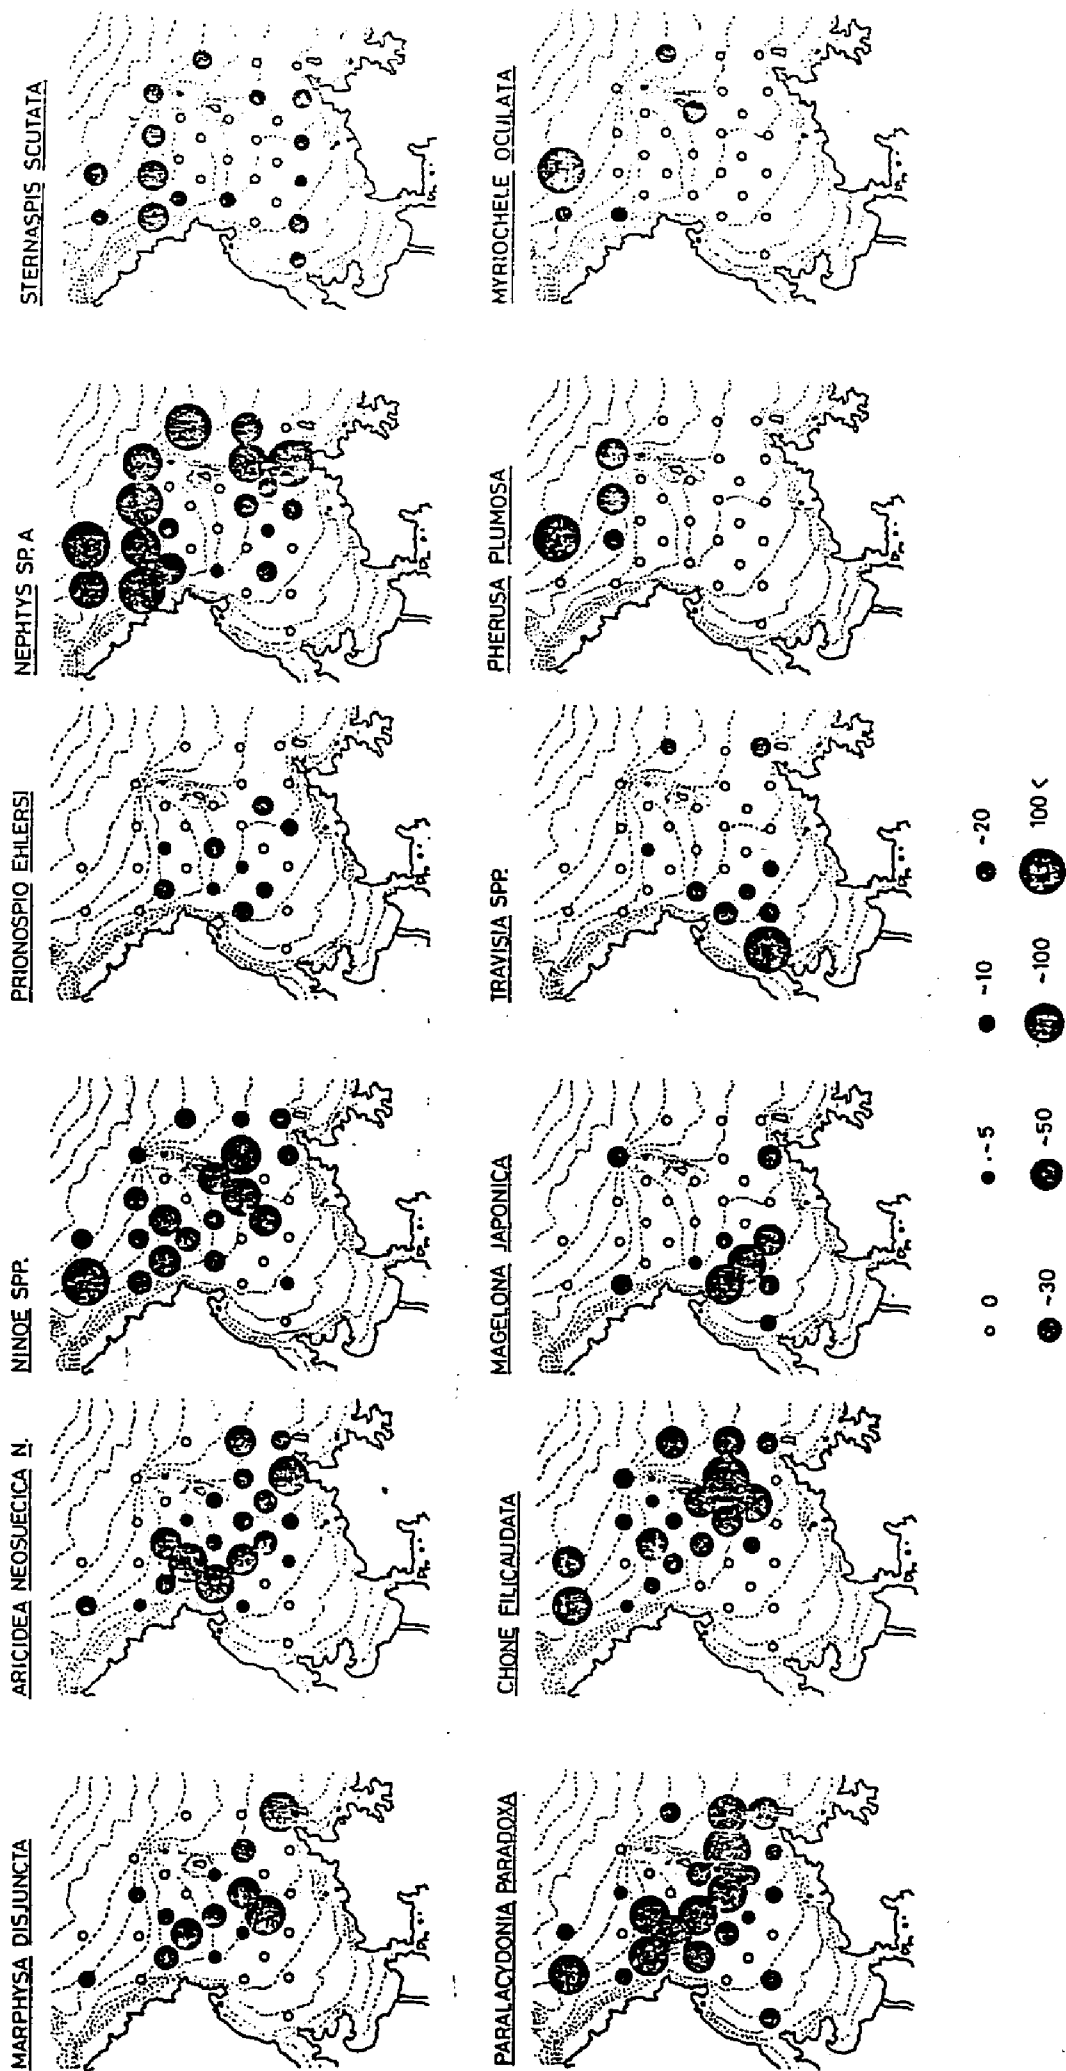 MARPHYSA DISJUNCTA
ARICIDEA NEOSUECICA N.
NINOE SPP.
PRIONOSPIO EHLERSI
NEPHTYS SP.A
STERNASPIS SCUTATA
PARALACYDONIA PARADOXA
CHONE FILICAUDATA
MAGELONA JAPONICA
TRAVISIA SPP.
PHERUSA PLUMOSA
MYRIOCHELE OCULATA
0 ~5 ~10 ~20
~30 ~50 ~100 100<